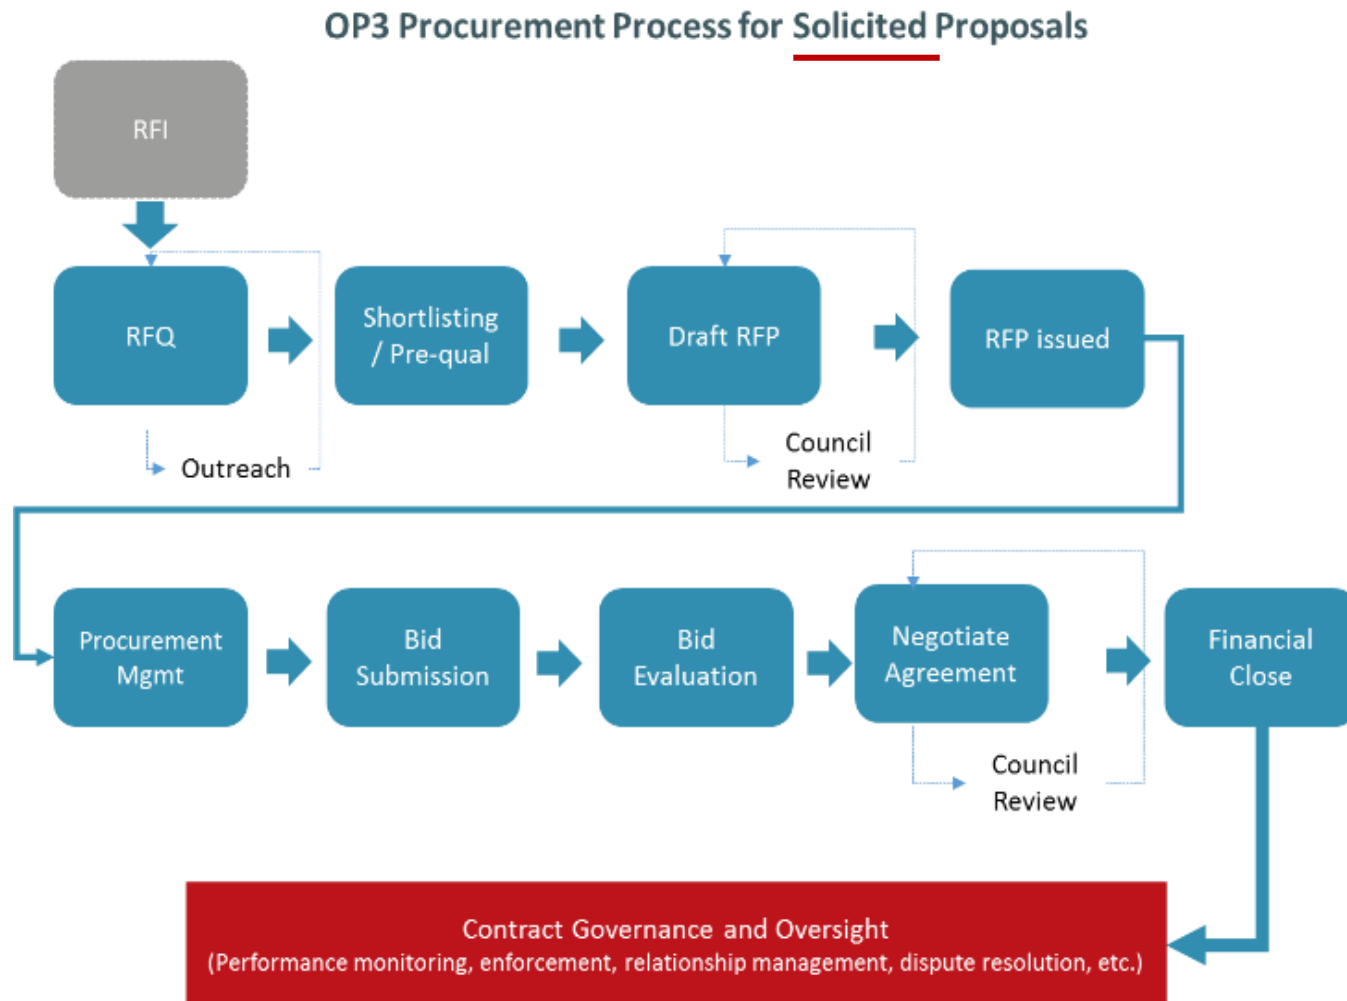 OP3 Procurement Process for Solicited Proposals
RFI
RFQ
Shortlisting
/ Pre-qual
Draft RFP
RFP issued
Outreach
Council
Review
Procurement
Mgmt
Bid
Submission
Bid
Evaluation
Negotiate
Agreement
Financial
Close
Council
Review
Contract Governance and Oversight
(Performance monitoring, enforcement, relationship management, dispute resolution, etc.)